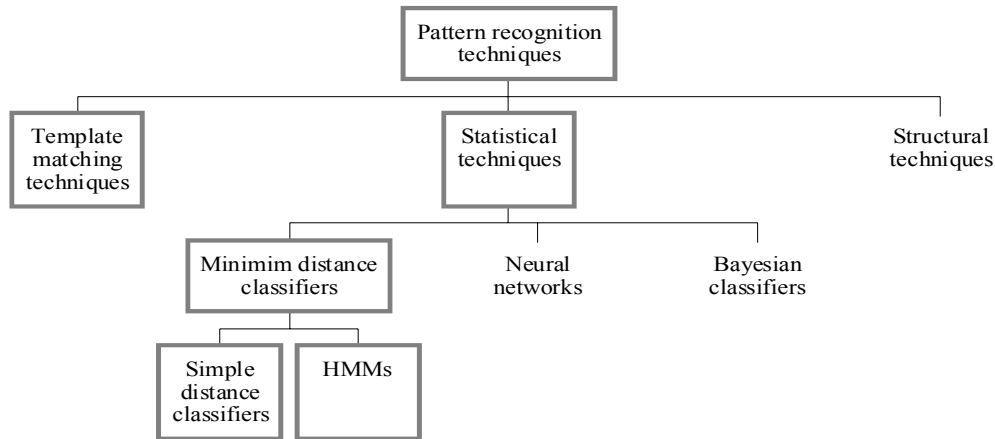 Pattern recognition
techniques
Template
matching
techniques
Statistical
techniques
Structural
techniques
Minimim distance
classifiers
Neural
networks
Bayesian
classifiers
Simple
distance
classifiers
HMMs